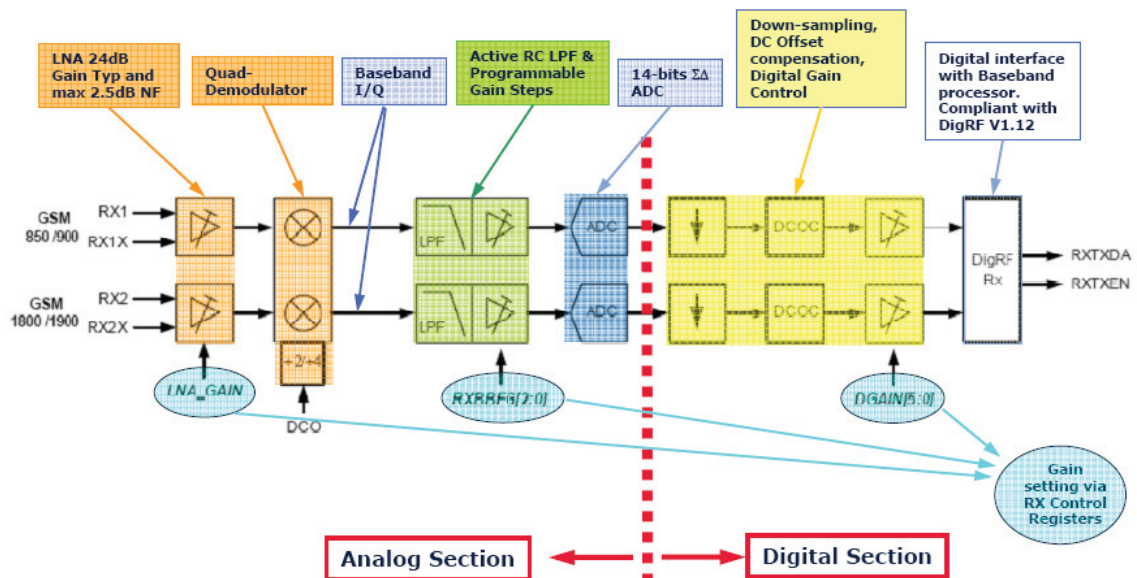 LNA 24dB
Gain Typ and
max 2.5dB NF
Quad-
Demodulator
Baseband
I/Q
Active RC LPF &
Programmable
Gain Steps
14-bits ΣΔ
ADC
Down-sampling,
DC Offset
compensation,
Digital Gain
Control
Digital interface
with Baseband
processor.
Compliant with
DigRF V1.12
GSM
850 /900
RX1
RX1X
LPF
ADC
DCOC
DigRF
Rx
RXTXDA
RXTXEN
GSM
1800 /1900
RX2
RX2X
LPF
ADC
DCOC
÷2/÷4
LNA_GAIN
DCO
DGAIN[5:0]
Gain
setting via
RX Control
Registers
Analog Section
Digital Section